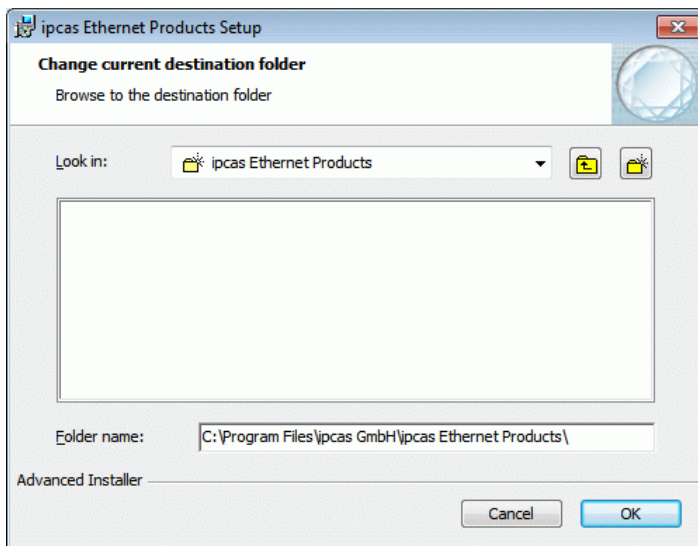 ipcas Ethernet Products Setup
Change current destination folder
Browse to the destination folder
Look in:
ipcas Ethernet Products
Folder name:
C:\Program Files\ipcas GmbH\ipcas Ethernet Products\
Advanced Installer
Cancel
OK